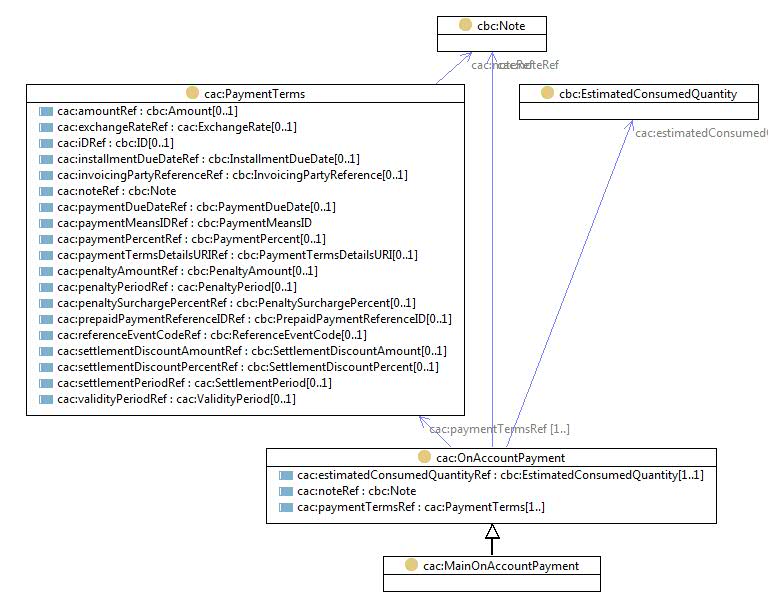 cbc:Note
cac:noteRef
cac:noteRef
cac:PaymentTerms
cbc:EstimatedConsumedQuantity
cac:amountRef : cbc:Amount[0..1]
cac:exchangeRateRef : cac:ExchangeRate[0..1]
cac:estimatedConsumed
cac:iDRef : cbc:ID[0..1]
cac:installmentDueDateRef : cbc:InstallmentDueDate[0..1]
cac:invoicingPartyReferenceRef : cbc:InvoicingPartyReference[0..1]
cac:noteRef : cbc:Note
cac:paymentDueDateRef : cbc:PaymentDueDate[0..1]
cac:paymentMeansIDRef : cbc:PaymentMeansID
cac:paymentPercentRef : cbc:PaymentPercent[0..1]
cac:paymentTermsDetailsURIRef : cbc:PaymentTermsDetailsURI[0..1]
cac:penaltyAmountRef : cbc:PenaltyAmount[0..1]
cac:penaltyPeriodRef : cac:PenaltyPeriod[0..1]
cac:penaltySurchargePercentRef : cbc:PenaltySurchargePercent[0..1]
cac:prepaidPaymentReferenceIDRef : cbc:PrepaidPaymentReferenceID[0..1]
cac:referenceEventCodeRef : cbc:ReferenceEventCode[0..1]
cac:settlementDiscountAmountRef : cbc:SettlementDiscountAmount[0..1]
cac:settlementDiscountPercentRef : cbc:SettlementDiscountPercent[0..1]
cac:settlementPeriodRef : cac:SettlementPeriod[0..1]
cac:validityPeriodRef : cac:ValidityPeriod[0..1]
cac:paymentTermsRef [1..]
cac:OnAccountPayment
cac:estimatedConsumedQuantityRef : cbc:EstimatedConsumedQuantity[1..1]
cac:noteRef : cbc:Note
cac:paymentTermsRef : cac:PaymentTerms[1..]
cac:MainOnAccountPayment